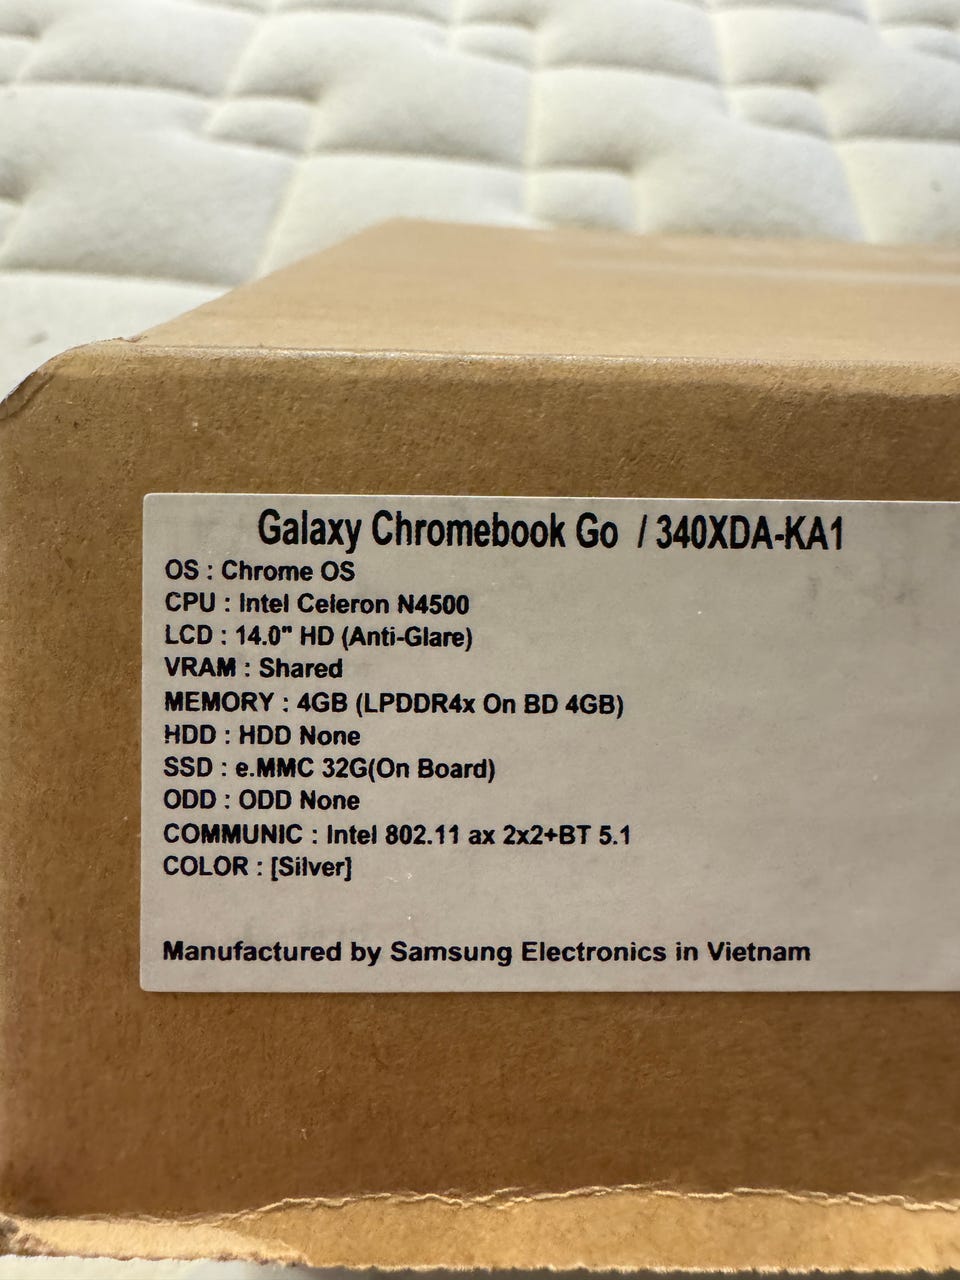 Galaxy Chromebook Go / 340XDA-KA1
OS : Chrome OS
CPU : Intel Celeron N4500
LCD : 14.0" HD (Anti-Glare)
VRAM : Shared
MEMORY : 4GB (LPDDR4x On BD 4GB)
HDD : HDD None
SSD : e.MMC 32G(On Board)
ODD : ODD None
COMMUNIC : Intel 802.11 ax 2x2+BT 5.1
COLOR : [Silver]
Manufactured by Samsung Electronics in Vietnam